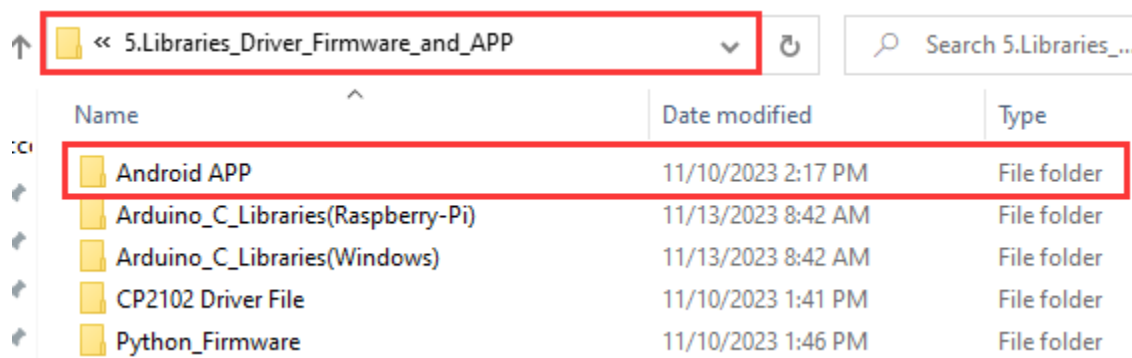 « 5.Libraries_Driver_Firmware_and_APP Search 5.Libraries_...
Name Date modified Type
Android APP 11/10/2023 2:17 PM File folder
Arduino_C_Libraries(Raspberry-Pi) 11/13/2023 8:42 AM File folder
Arduino_C_Libraries(Windows) 11/13/2023 8:42 AM File folder
CP2102 Driver File 11/10/2023 1:41 PM File folder
Python_Firmware 11/10/2023 1:46 PM File folder